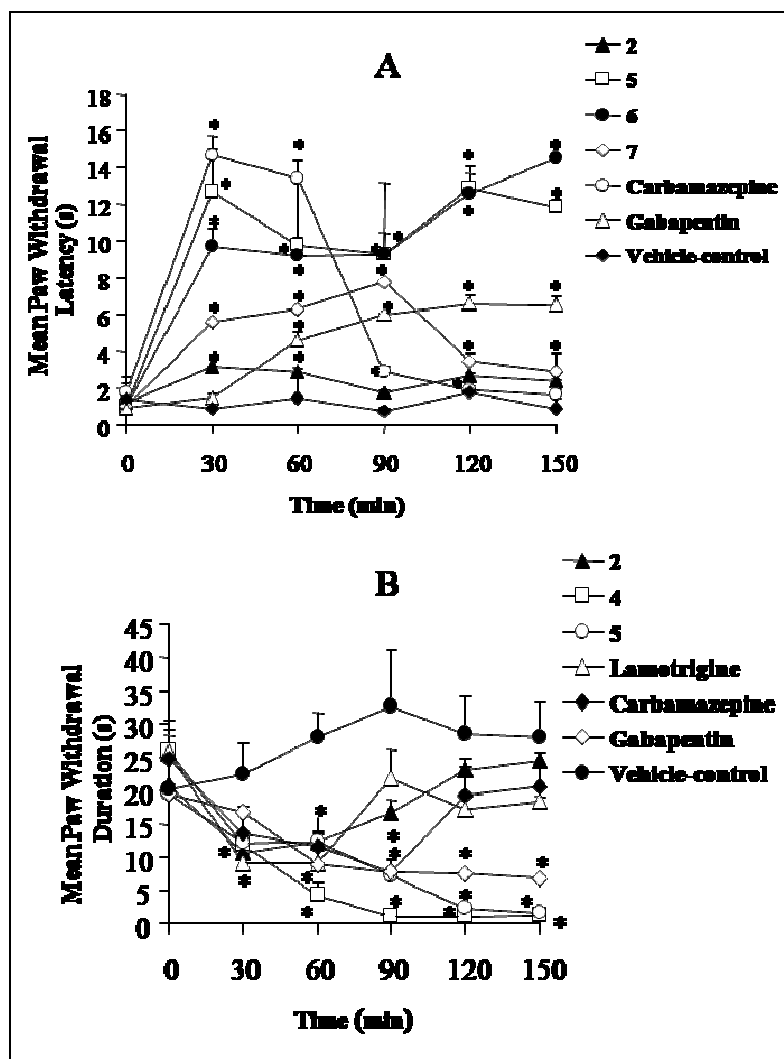 A
2
5
6
7
Carbamazepine
Gabapentin
Vehicle-control
Mean Paw Withdrawal
Latency (s)
18
16
14
12
10
8
6
4
2
0
0 30 60 90 120 150
Time (min)
B
2
4
5
Lamotrigine
Carbamazepine
Gabapentin
Vehicle-control
Mean Paw Withdrawal
Duration (s)
45
40
35
30
25
20
15
10
5
0
0 30 60 90 120 150
Time (min)